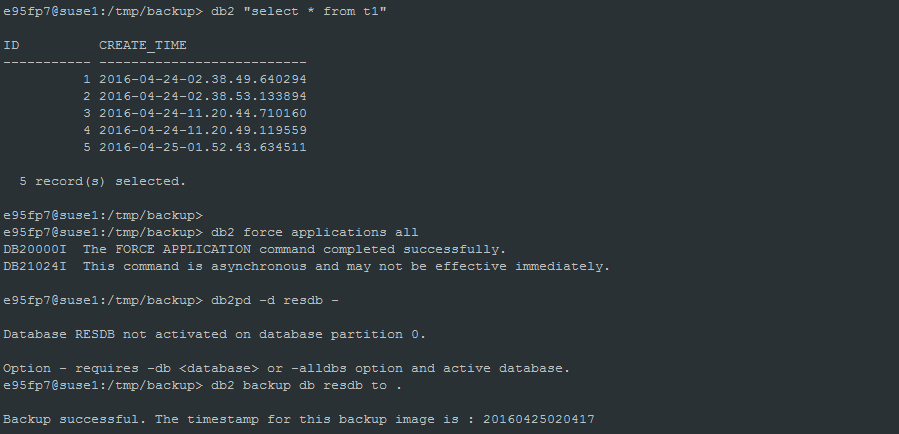 e95fp7@suse1:/tmp/backup> db2 "select * from t1"
ID          CREATE_TIME
----------- --------------------------
          1 2016-04-24-02.38.49.640294
          2 2016-04-24-02.38.53.133894
          3 2016-04-24-11.20.44.710160
          4 2016-04-24-11.20.49.119559
          5 2016-04-25-01.52.43.634511
  5 record(s) selected.
e95fp7@suse1:/tmp/backup>
e95fp7@suse1:/tmp/backup> db2 force applications all
DB20000I  The FORCE APPLICATION command completed successfully.
DB21024I  This command is asynchronous and may not be effective immediately.
e95fp7@suse1:/tmp/backup> db2pd -d resdb -
Database RESDB not activated on database partition 0.
Option - requires -db <database> or -alldbs option and active database.
e95fp7@suse1:/tmp/backup> db2 backup db resdb to .
Backup successful. The timestamp for this backup image is : 20160425020417